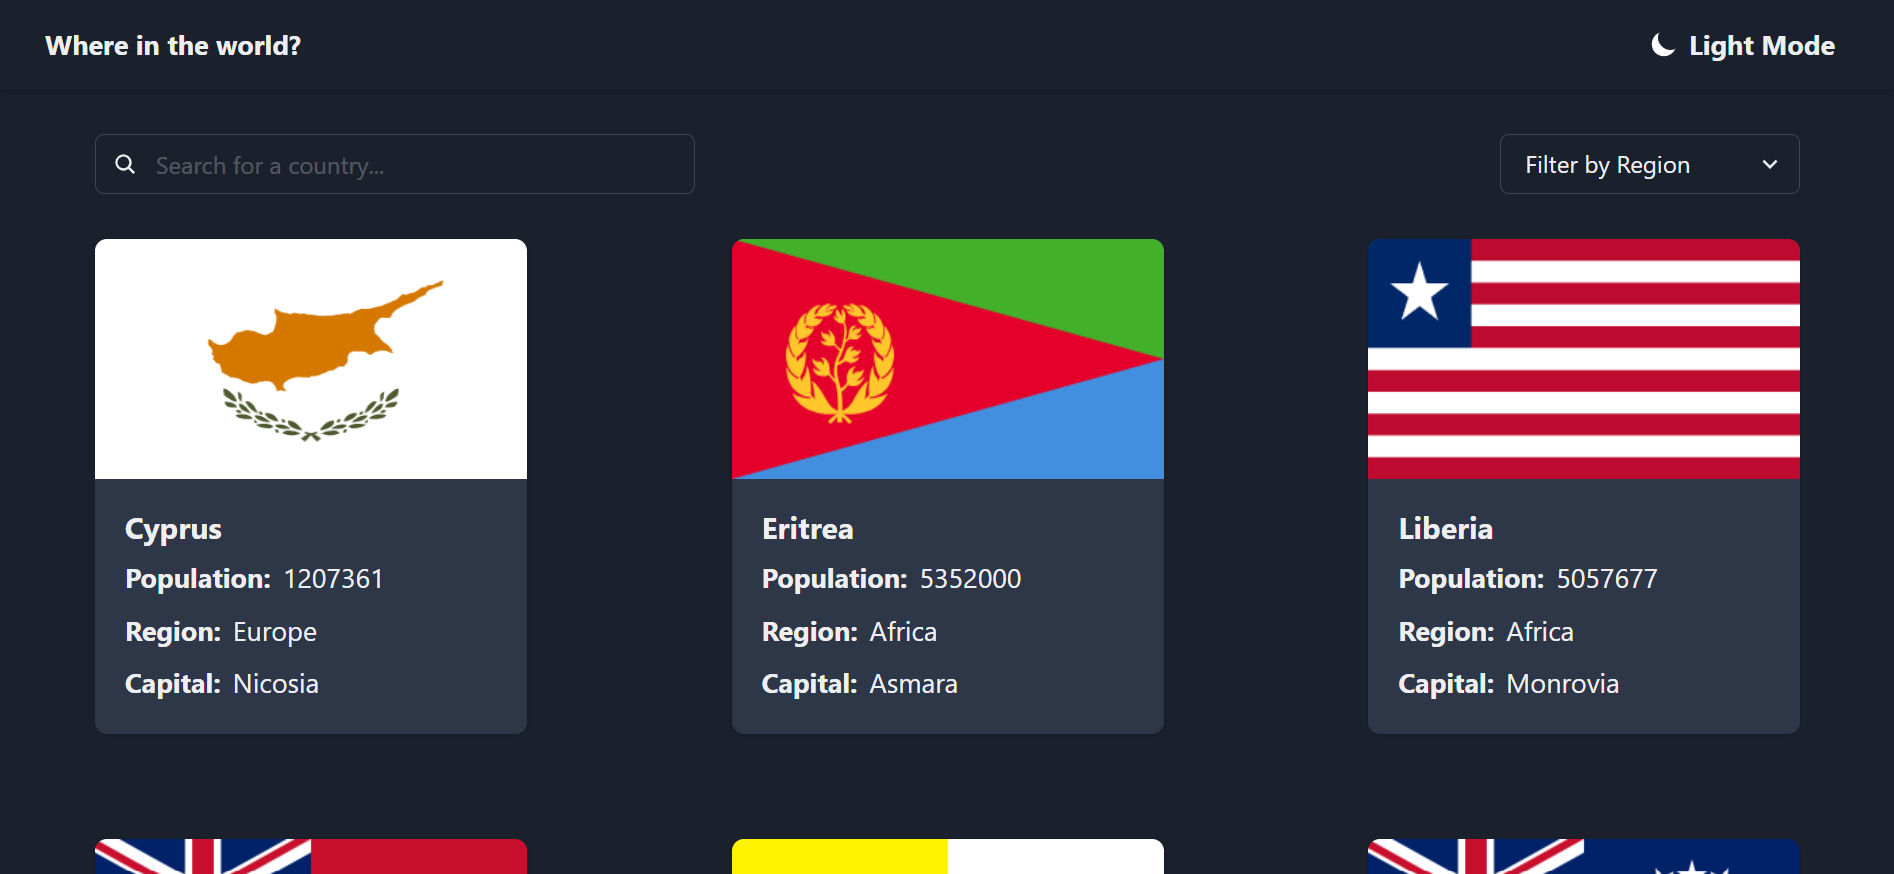 Where in the world?
Light Mode
Search for a country...
Filter by Region
Cyprus
Population: 1207361
Region: Europe
Capital: Nicosia
Eritrea
Population: 5352000
Region: Africa
Capital: Asmara
Liberia
Population: 5057677
Region: Africa
Capital: Monrovia